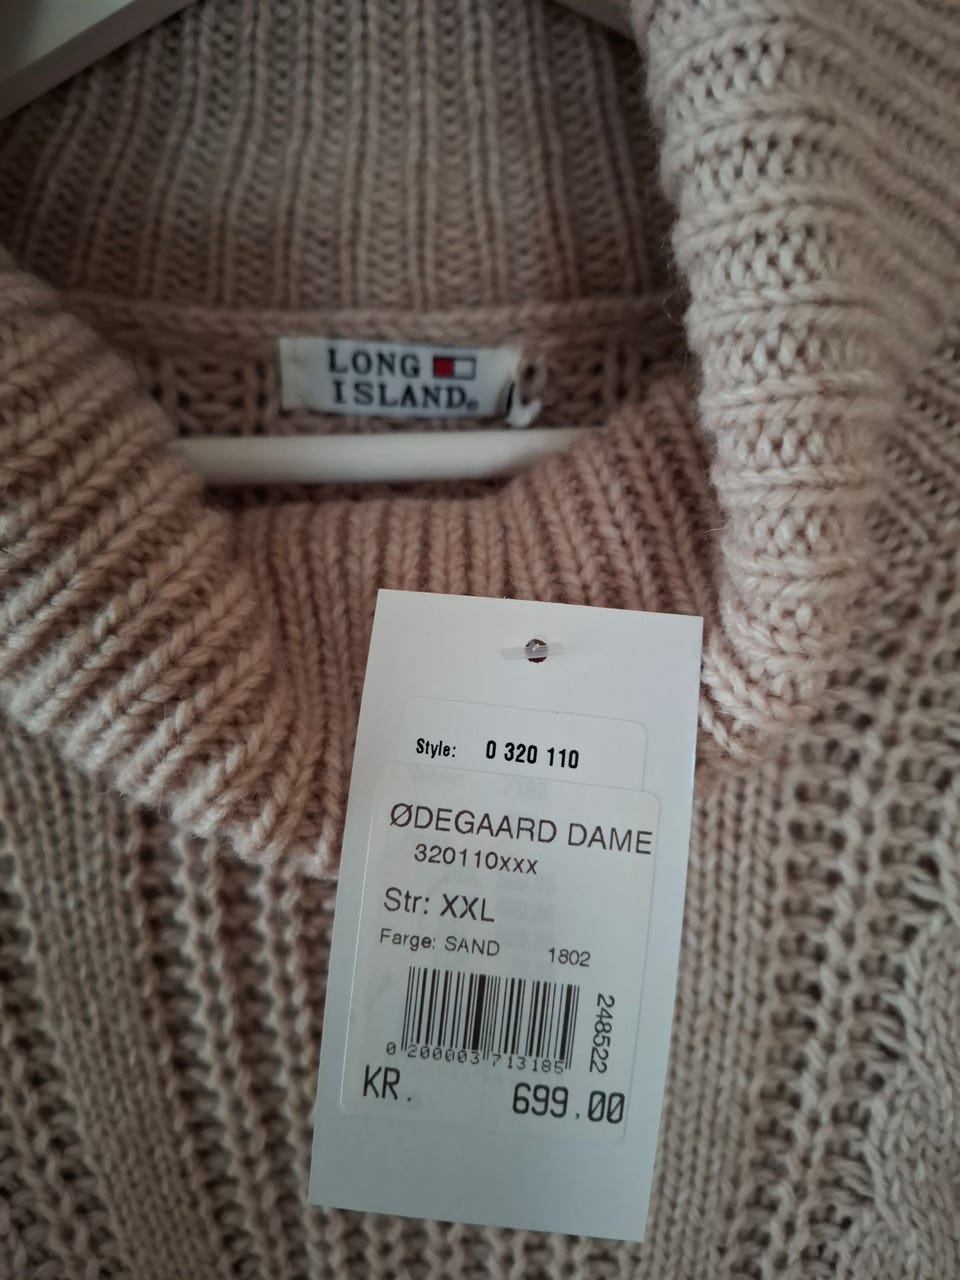 LONG
ISLAND®
Style: 0 320 110
ØDEGAARD DAME
320110xxx
Str: XXL
Farge: SAND 1802
248522
0 200003 713185
KR. 699.00